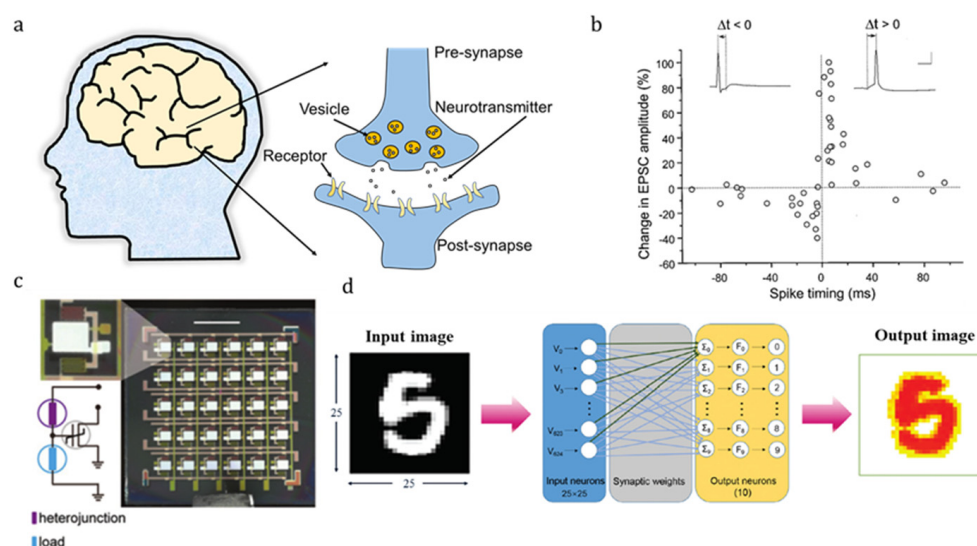 a
Pre-synapse
Vesicle
Neurotransmitter
Receptor
Post-synapse
b
Δt < 0
Δt > 0
Change in EPSC amplitude (%)
100
80
60
40
20
0
-20
-40
-60
-80
-40
0
40
80
Spike timing (ms)
c
heterojunction
load
d
Input image
25
25
V₀
V₁
V₃
V₆₂₃
V₆₂₄
Input neurons
25×25
Synaptic weights
Σ₀ F₀ 0
Σ₁ F₁ 1
Σ₂ F₂ 2
Σ₈ F₈ 8
Σ₉ F₉ 9
Output neurons
(10)
Output image